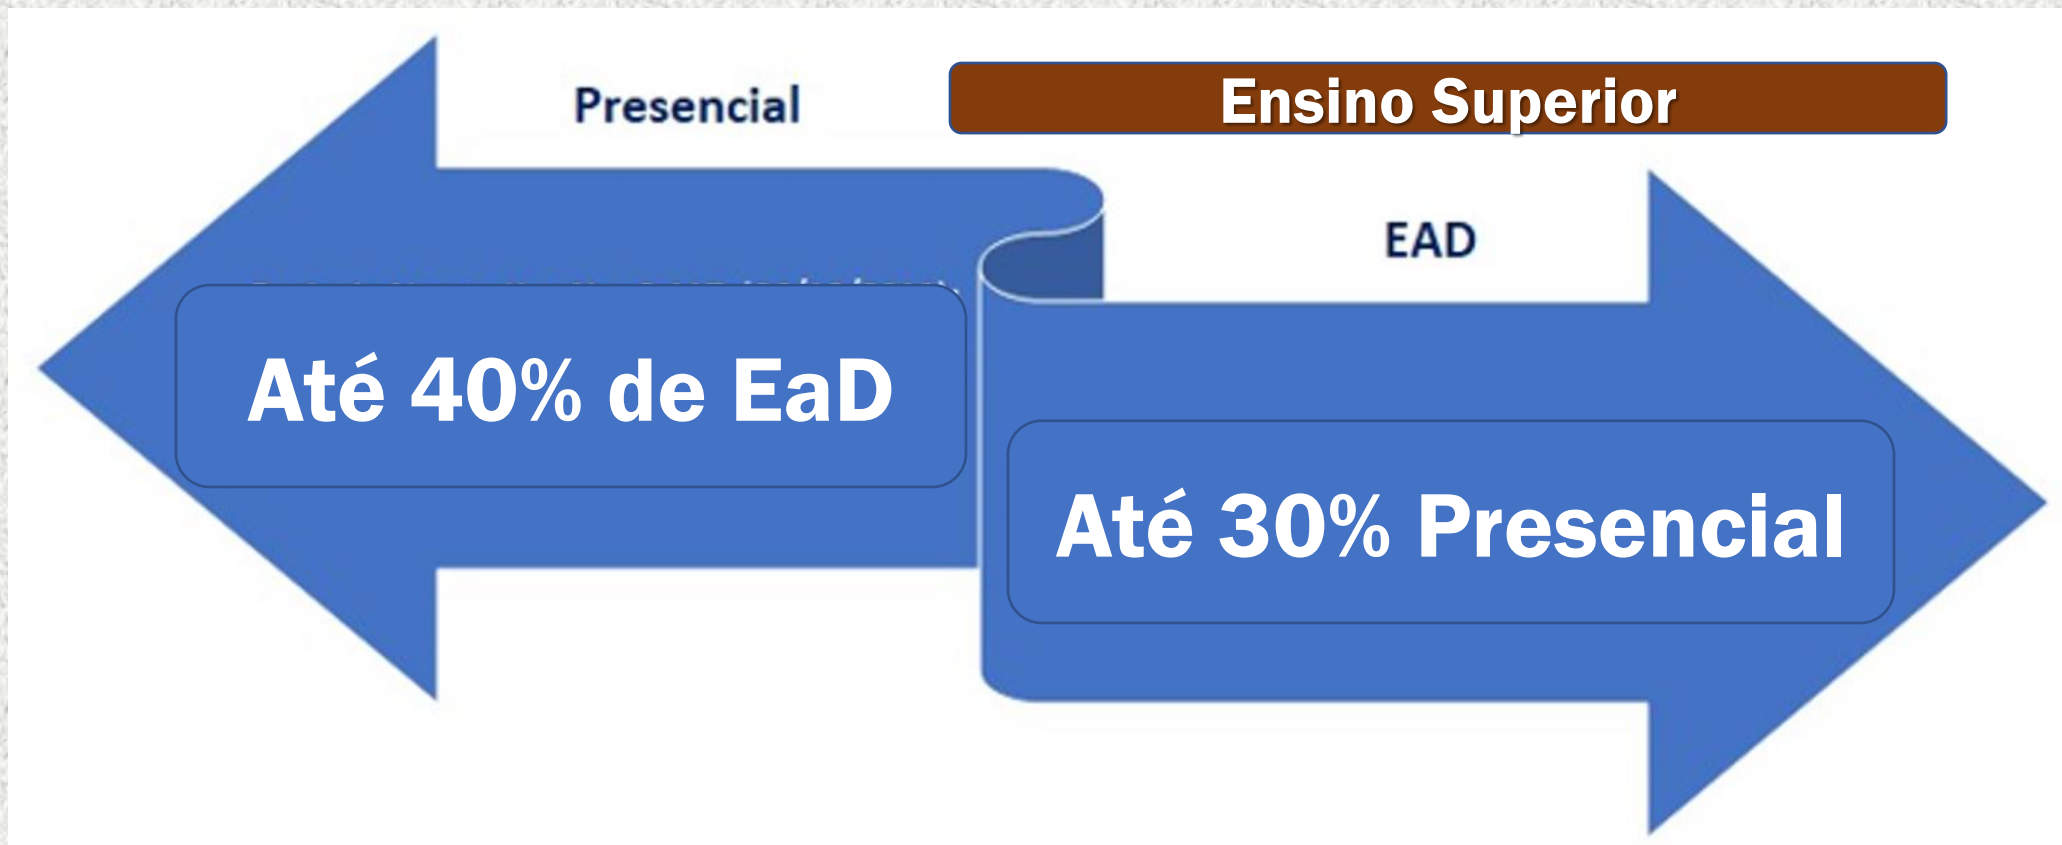 Presencial
Ensino Superior
EAD
Até 40% de EaD
Até 30% Presencial